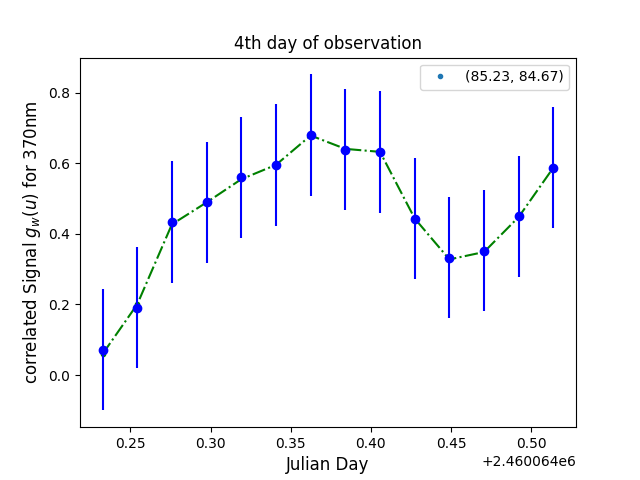 4th day of observation
(85.23, 84.67)
correlated Signal g_w(u) for 370nm
0.8
0.6
0.4
0.2
0.0
0.25 0.30 0.35 0.40 0.45 0.50
+2.460064e6
Julian Day